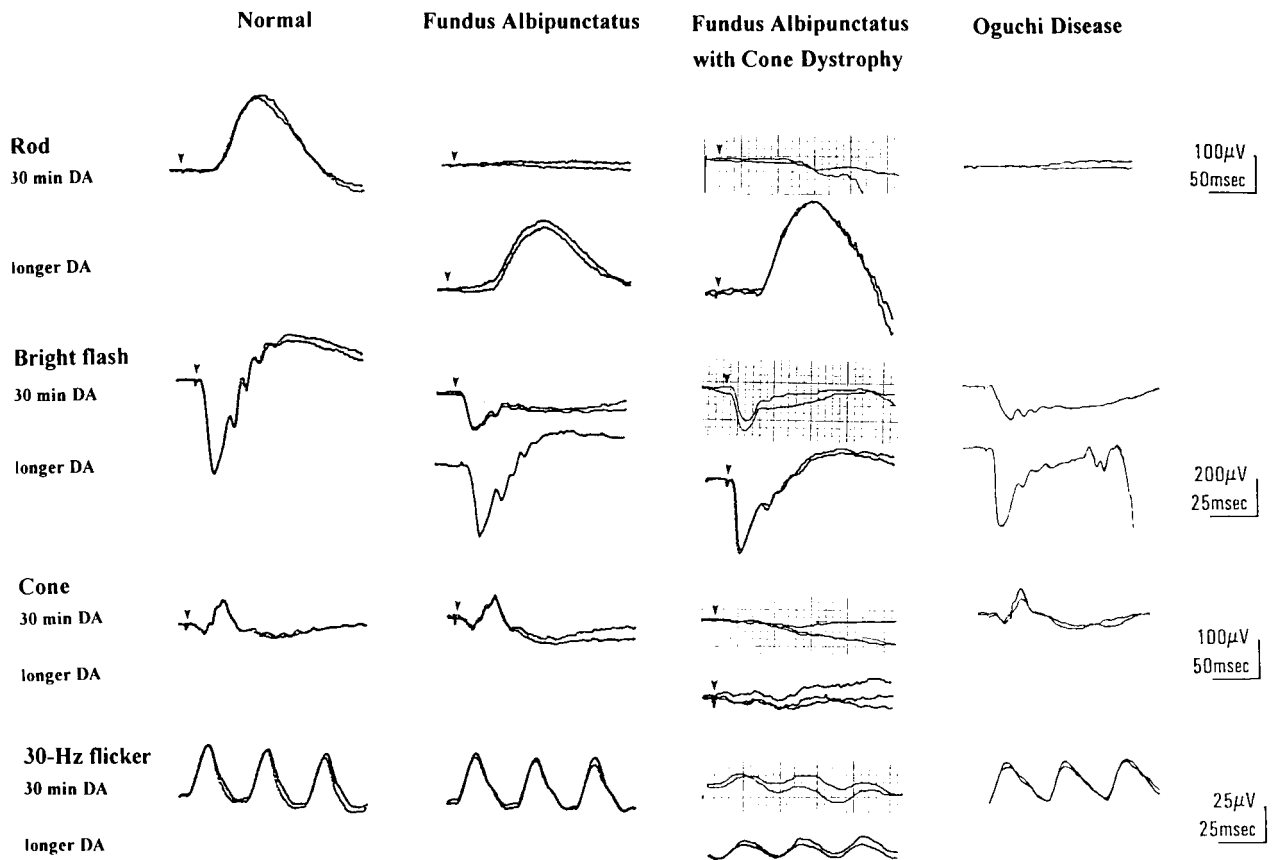 Normal
Fundus Albipunctatus
Fundus Albipunctatus
with Cone Dystrophy
Oguchi Disease
Rod
30 min DA
100μV
50msec
longer DA
Bright flash
30 min DA
longer DA
200μV
25msec
Cone
30 min DA
longer DA
100μV
50msec
30-Hz flicker
30 min DA
25μV
25msec
longer DA